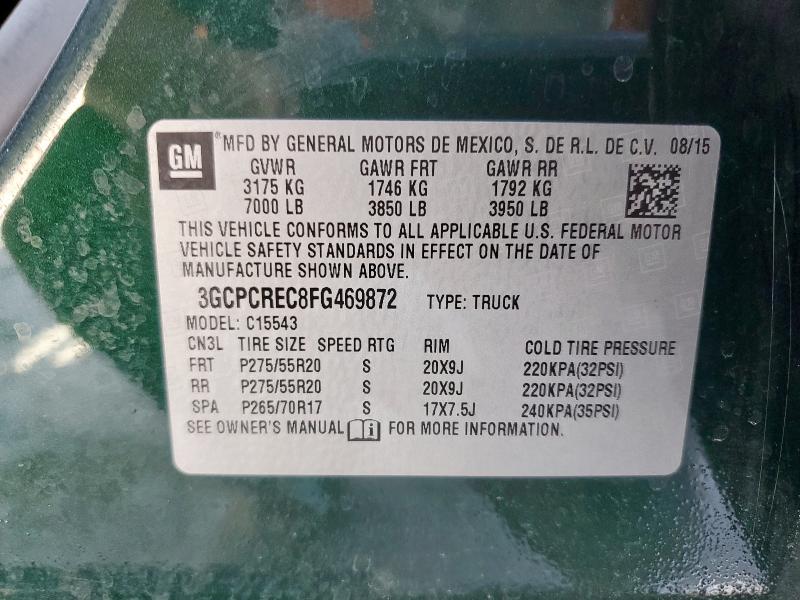 GM ® MFD BY GENERAL MOTORS DE MEXICO, S. DE R.L. DE C.V. 08/15
GVWR GAWR FRT GAWR RR
3175 KG 1746 KG 1792 KG
7000 LB 3850 LB 3950 LB
THIS VEHICLE CONFORMS TO ALL APPLICABLE U.S. FEDERAL MOTOR
VEHICLE SAFETY STANDARDS IN EFFECT ON THE DATE OF
MANUFACTURE SHOWN ABOVE.
3GCPCREC8FG469872 TYPE: TRUCK
MODEL: C15543
CN3L TIRE SIZE SPEED RTG RIM COLD TIRE PRESSURE
FRT P275/55R20 S 20X9J 220KPA(32PSI)
RR P275/55R20 S 20X9J 220KPA(32PSI)
SPA P265/70R17 S 17X7.5J 240KPA(35PSI)
SEE OWNER'S MANUAL i FOR MORE INFORMATION.